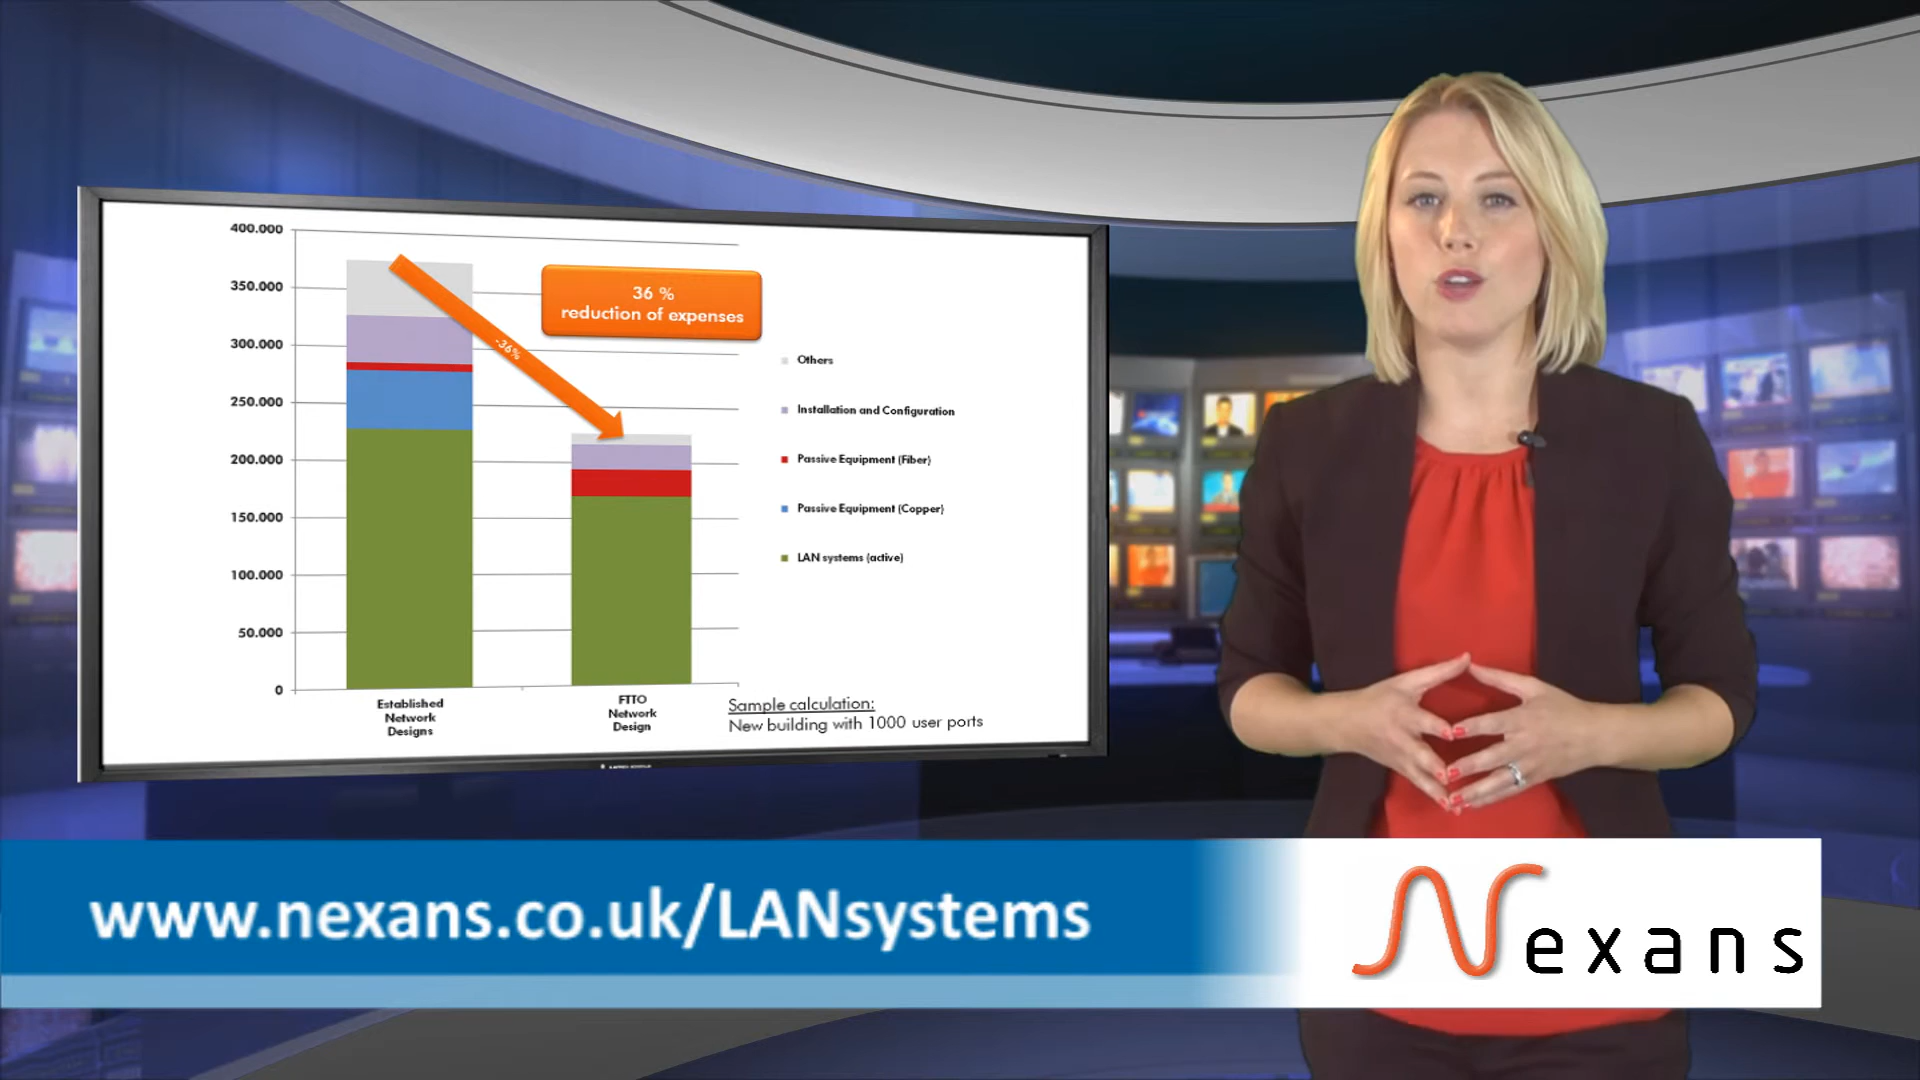 400.000
350.000
300.000
250.000
200.000
150.000
100.000
50.000
0
-36%
36 %
reduction of expenses
Others
Installation and Configuration
Passive Equipment (Fiber)
Passive Equipment (Copper)
LAN systems (active)
Established
Network
Designs
FTTO
Network
Design
Sample calculation:
New building with 1000 user ports
www.nexans.co.uk/LANsystems
Nexans